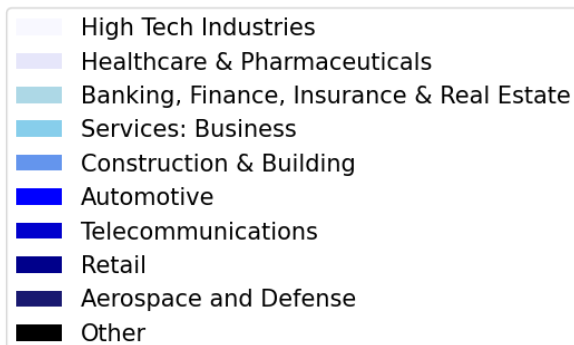 High Tech Industries
Healthcare & Pharmaceuticals
Banking, Finance, Insurance & Real Estate
Services: Business
Construction & Building
Automotive
Telecommunications
Retail
Aerospace and Defense
Other